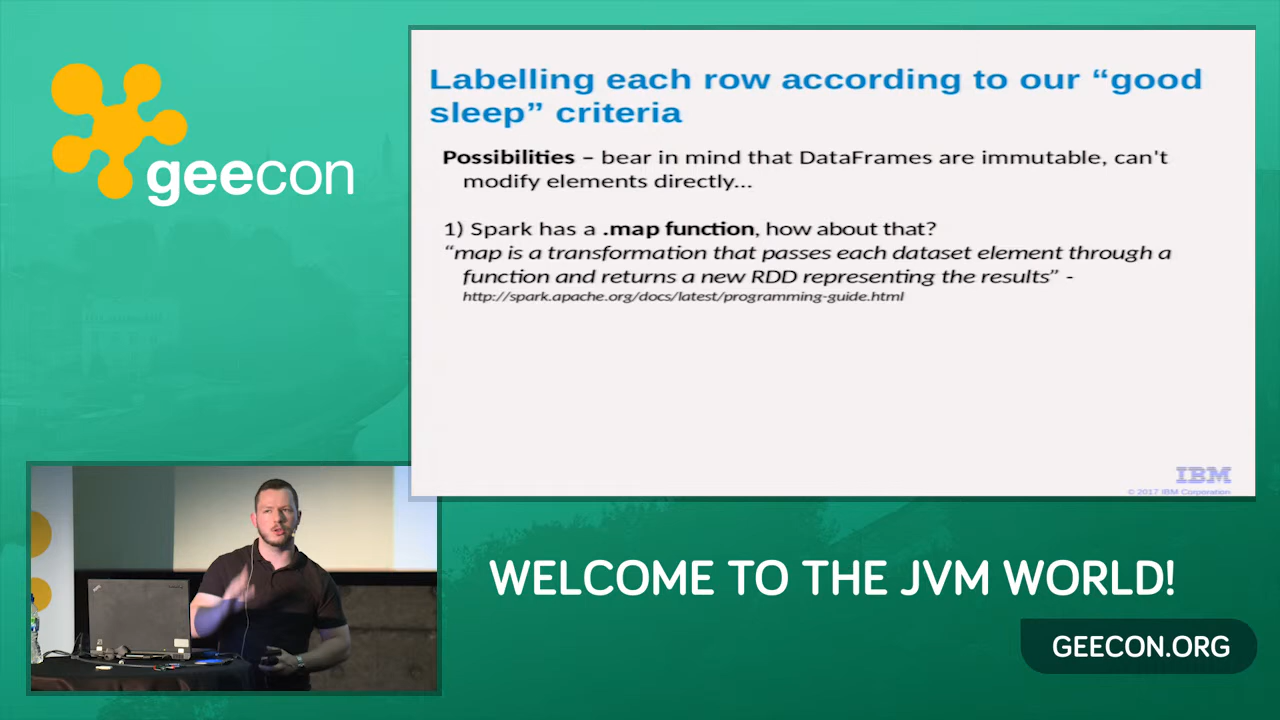 geecon
Labelling each row according to our “good
sleep” criteria
Possibilities – bear in mind that DataFrames are immutable, can't
modify elements directly...
1) Spark has a .map function, how about that?
“map is a transformation that passes each dataset element through a
function and returns a new RDD representing the results” -
http://spark.apache.org/docs/latest/programming-guide.html
IBM
© 2017 IBM Corporation
WELCOME TO THE JVM WORLD!
GEECON.ORG